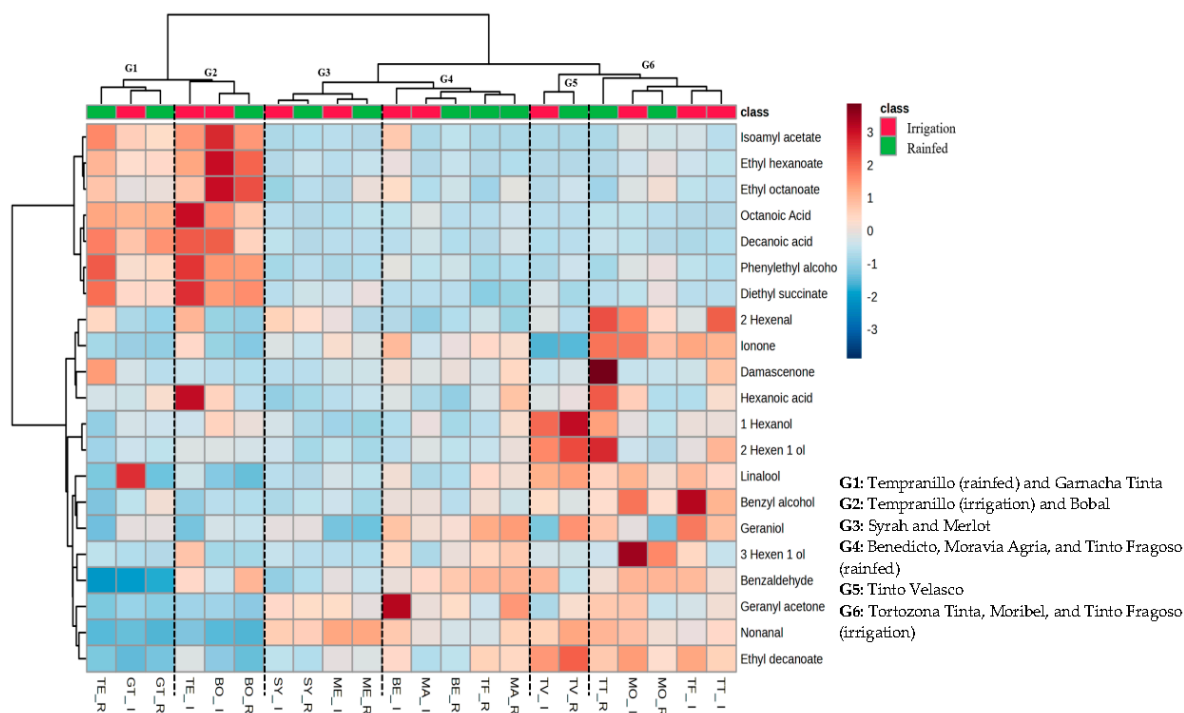 G1
G2
G3
G4
G5
G6
class
class
Irrigation
Rainfed
3
2
1
0
-1
-2
-3
Isoamyl acetate
Ethyl hexanoate
Ethyl octanoate
Octanoic Acid
Decanoic acid
Phenylethyl alcoho
Diethyl succinate
2 Hexenal
Ionone
Damascenone
Hexanoic acid
1 Hexanol
2 Hexen 1 ol
Linalool
Benzyl alcohol
Geraniol
3 Hexen 1 ol
Benzaldehyde
Geranyl acetone
Nonanal
Ethyl decanoate
TE_R
GT_I
GT_R
TE_I
BO_I
BO_R
SY_I
SY_R
ME_I
ME_R
BE_I
MA_I
BE_R
TF_R
MA_R
TV_I
TV_R
TT_R
MO_I
MO_R
TF_I
TT_I
G1: Tempranillo (rainfed) and Garnacha Tinta
G2: Tempranillo (irrigation) and Bobal
G3: Syrah and Merlot
G4: Benedicto, Moravia Agria, and Tinto Fragoso
(rainfed)
G5: Tinto Velasco
G6: Tortozona Tinta, Moribel, and Tinto Fragoso
(irrigation)